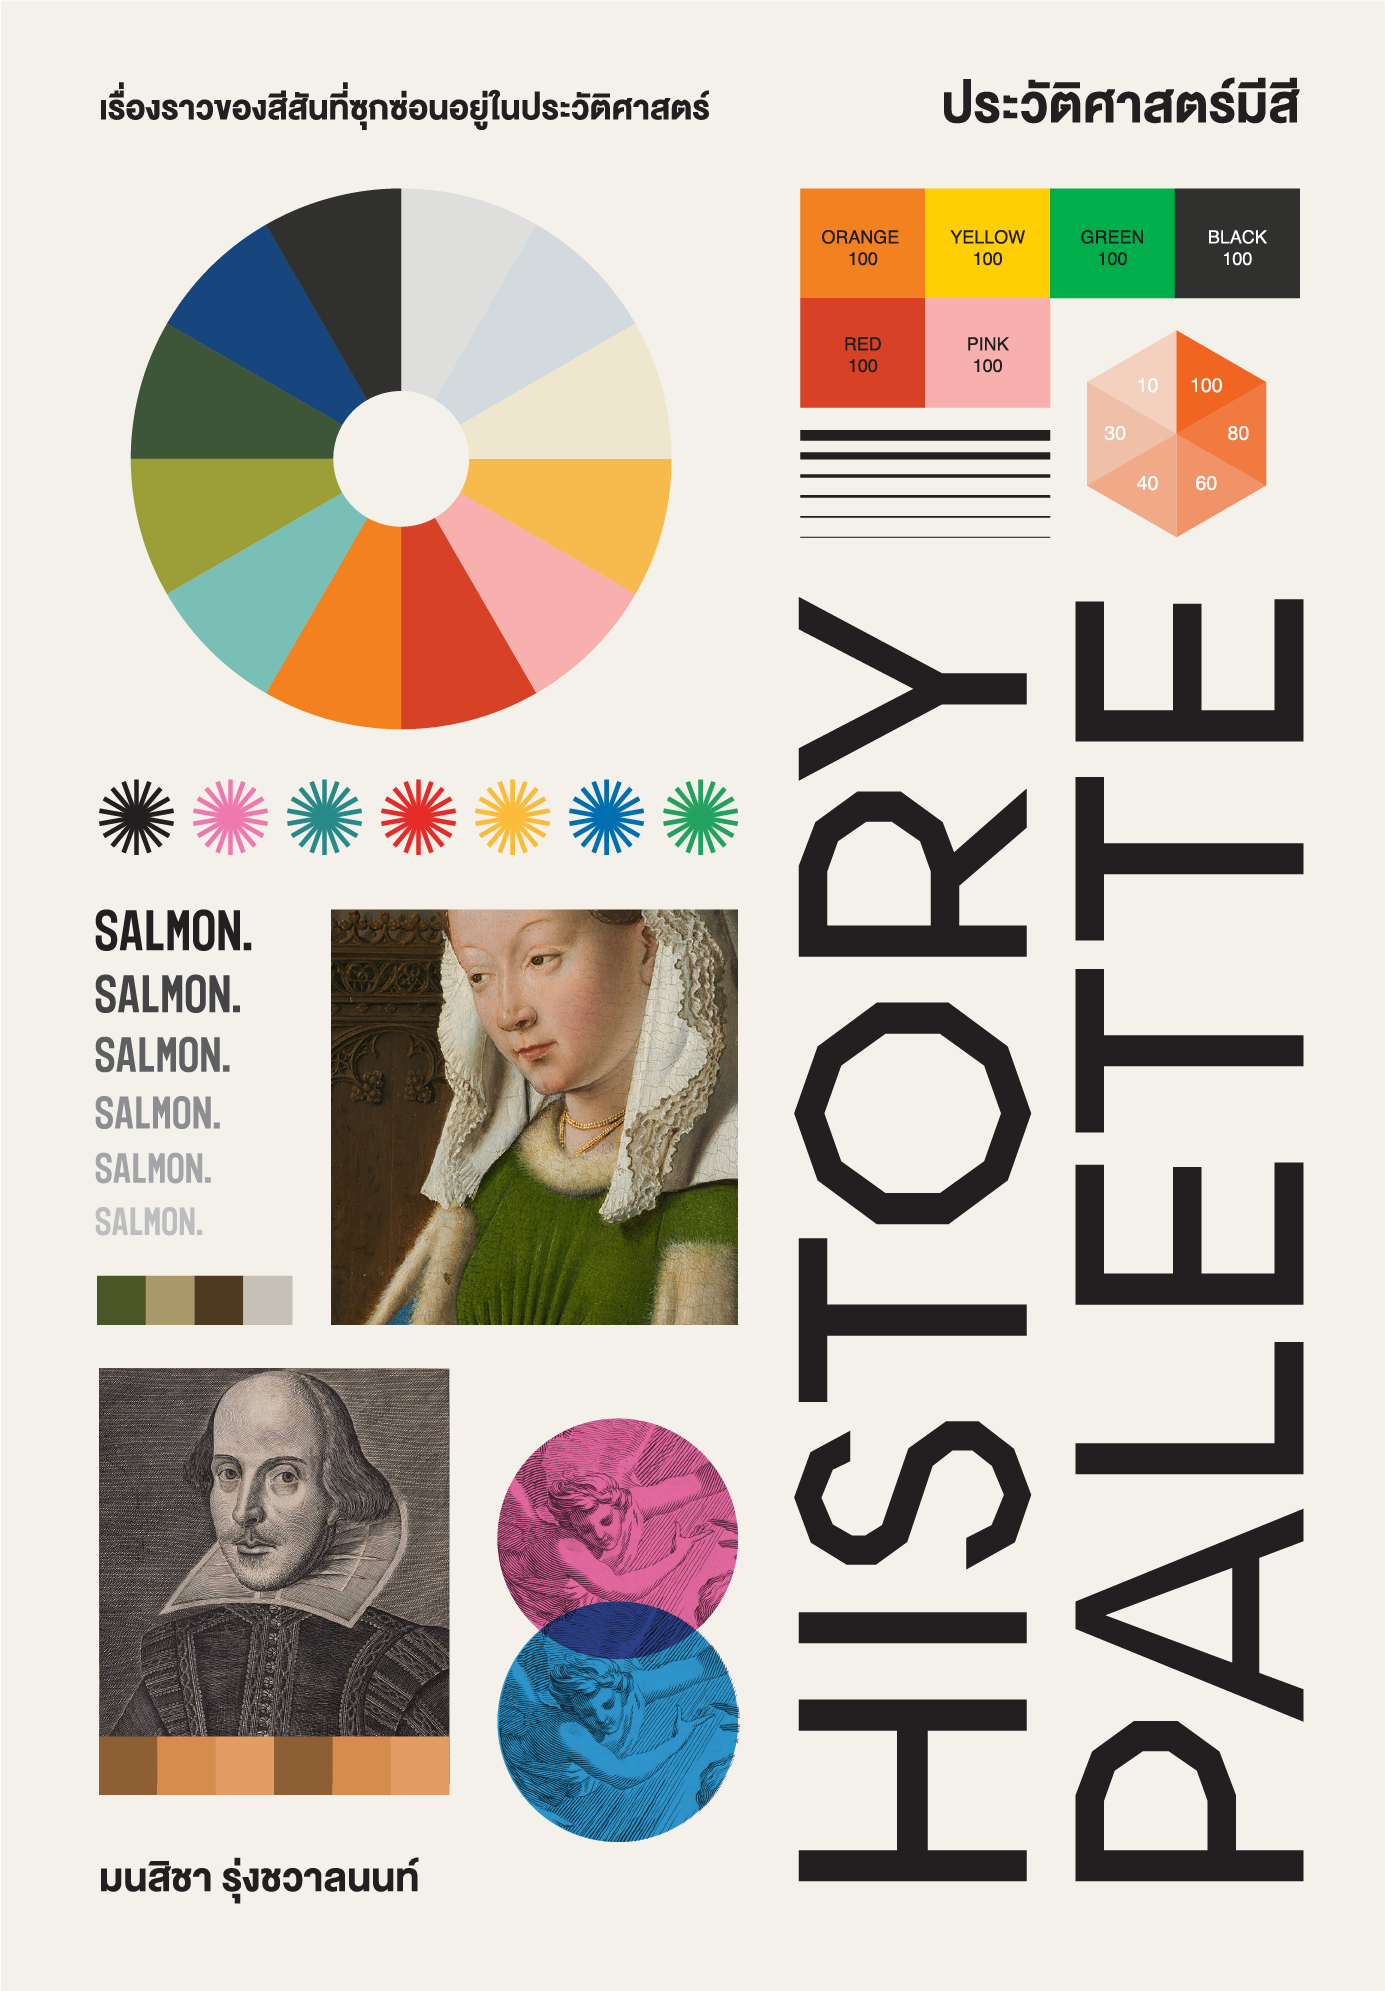 เรื่องราวของสีสันที่ซุกซ่อนอยู่ในประวัติศาสตร์
ประวัติศาสตร์มีสี
ORANGE
100
YELLOW
100
GREEN
100
BLACK
100
RED
100
PINK
100
10
100
30
80
40
60
HISTORY
PALETTE
SALMON.
SALMON.
SALMON.
SALMON.
SALMON.
SALMON.
มนสิชา รุ่งชวาลนนท์